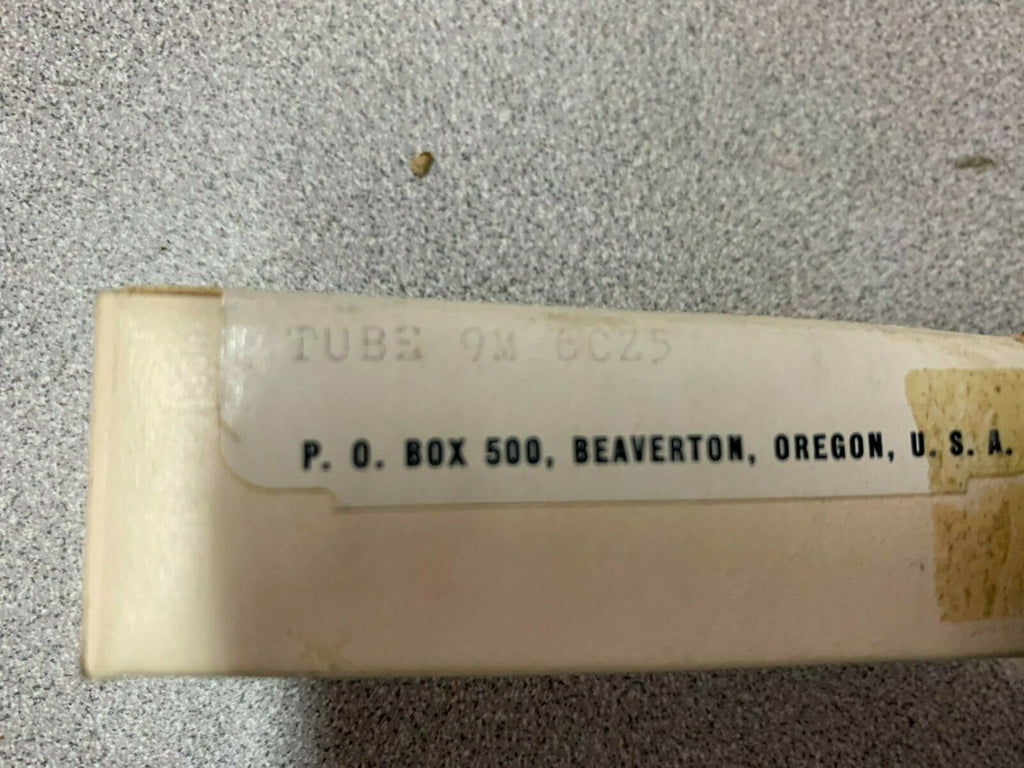 TUBE 9M 6CZ5
P. O. BOX 500, BEAVERTON, OREGON, U. S. A.